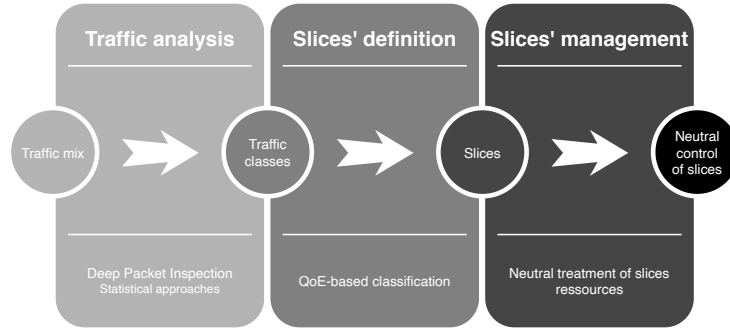 Traffic analysis
Slices' definition
Slices' management
Traffic mix
Traffic
classes
Slices
Neutral
control
of slices
Deep Packet Inspection
Statistical approaches
QoE-based classification
Neutral treatment of slices
ressources